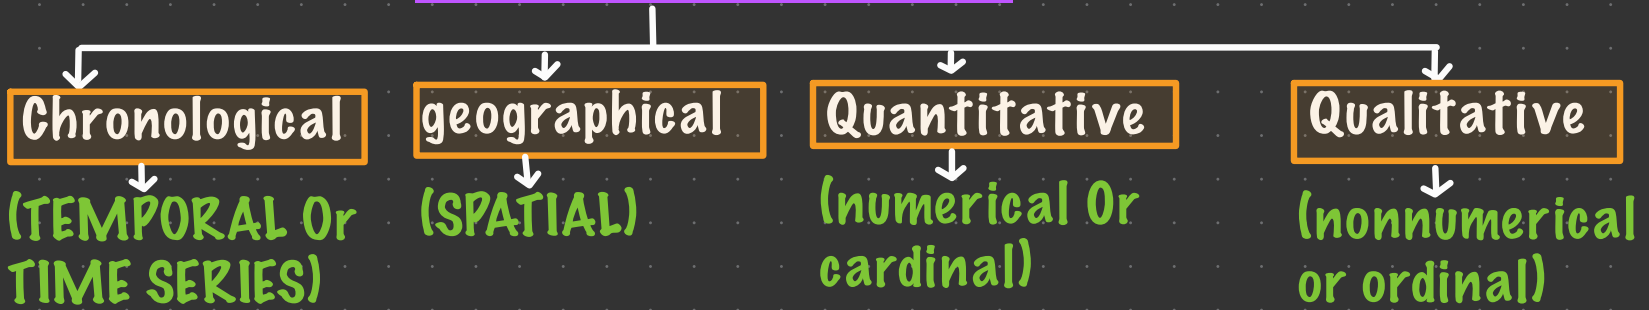 Chronological
(TEMPORAL Or
TIME SERIES)
geographical
(SPATIAL)
Quantitative
(numerical Or
cardinal)
Qualitative
(nonnumerical
or ordinal)